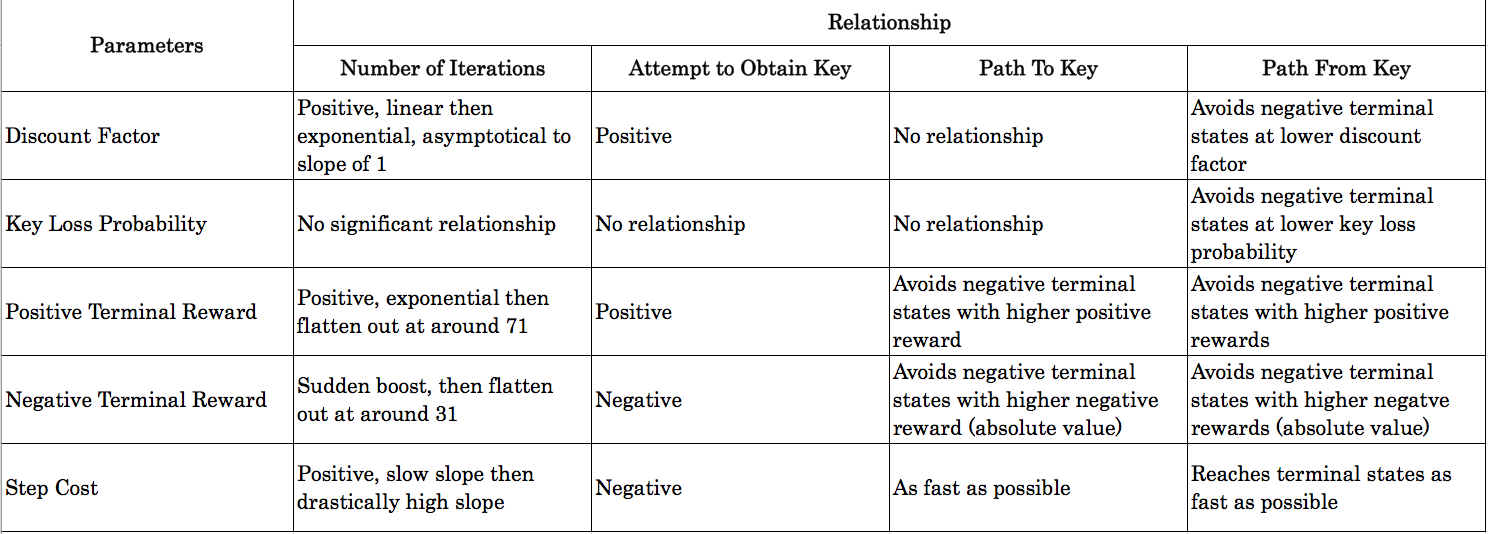 Parameters
Relationship
Number of Iterations
Attempt to Obtain Key
Path To Key
Path From Key
Discount Factor
Positive, linear then
exponential, asymptotical to
slope of 1
Positive
No relationship
Avoids negative terminal
states at lower discount
factor
Key Loss Probability
No significant relationship
No relationship
No relationship
Avoids negative terminal
states at lower key loss
probability
Positive Terminal Reward
Positive, exponential then
flatten out at around 71
Positive
Avoids negative terminal
states with higher positive
reward
Avoids negative terminal
states with higher positive
rewards
Negative Terminal Reward
Sudden boost, then flatten
out at around 31
Negative
Avoids negative terminal
states with higher negative
reward (absolute value)
Avoids negative terminal
states with higher negatve
rewards (absolute value)
Step Cost
Positive, slow slope then
drastically high slope
Negative
As fast as possible
Reaches terminal states as
fast as possible